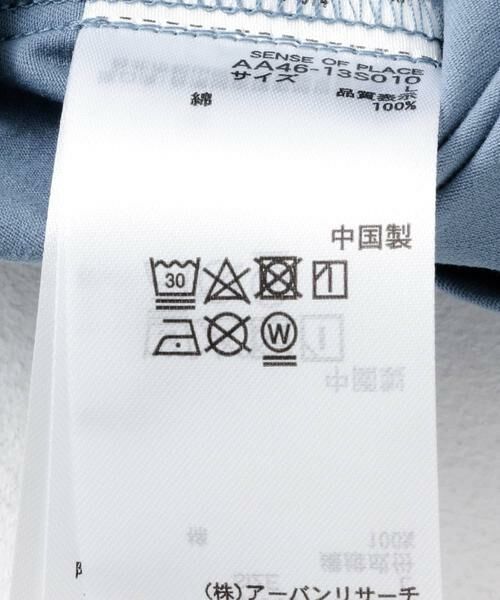 SENSE OF PLACE
AA46-13S010
サイズ L
品質表示
綿 100%
中国製
30
W
(株)アーバンリサーチ